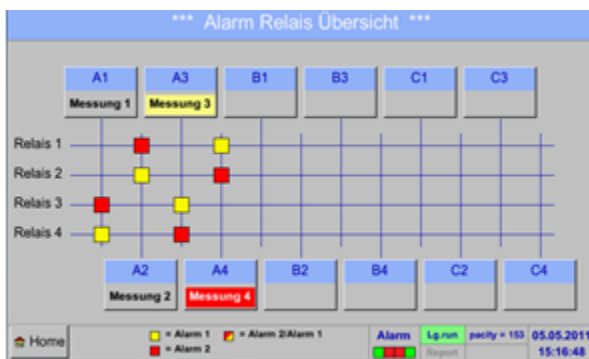 *** Alarm Relais Übersicht ***
A1 A3 B1 B3 C1 C3
Messung 1 Messung 3
Relais 1
Relais 2
Relais 3
Relais 4
A2 A4 B2 B4 C2 C4
Messung 2 Messung 4
Home
= Alarm 1 = Alarm 2/Alarm 1
= Alarm 2
Alarm Lg.run pacity = 153 05.05.2011
Report 15:16:48